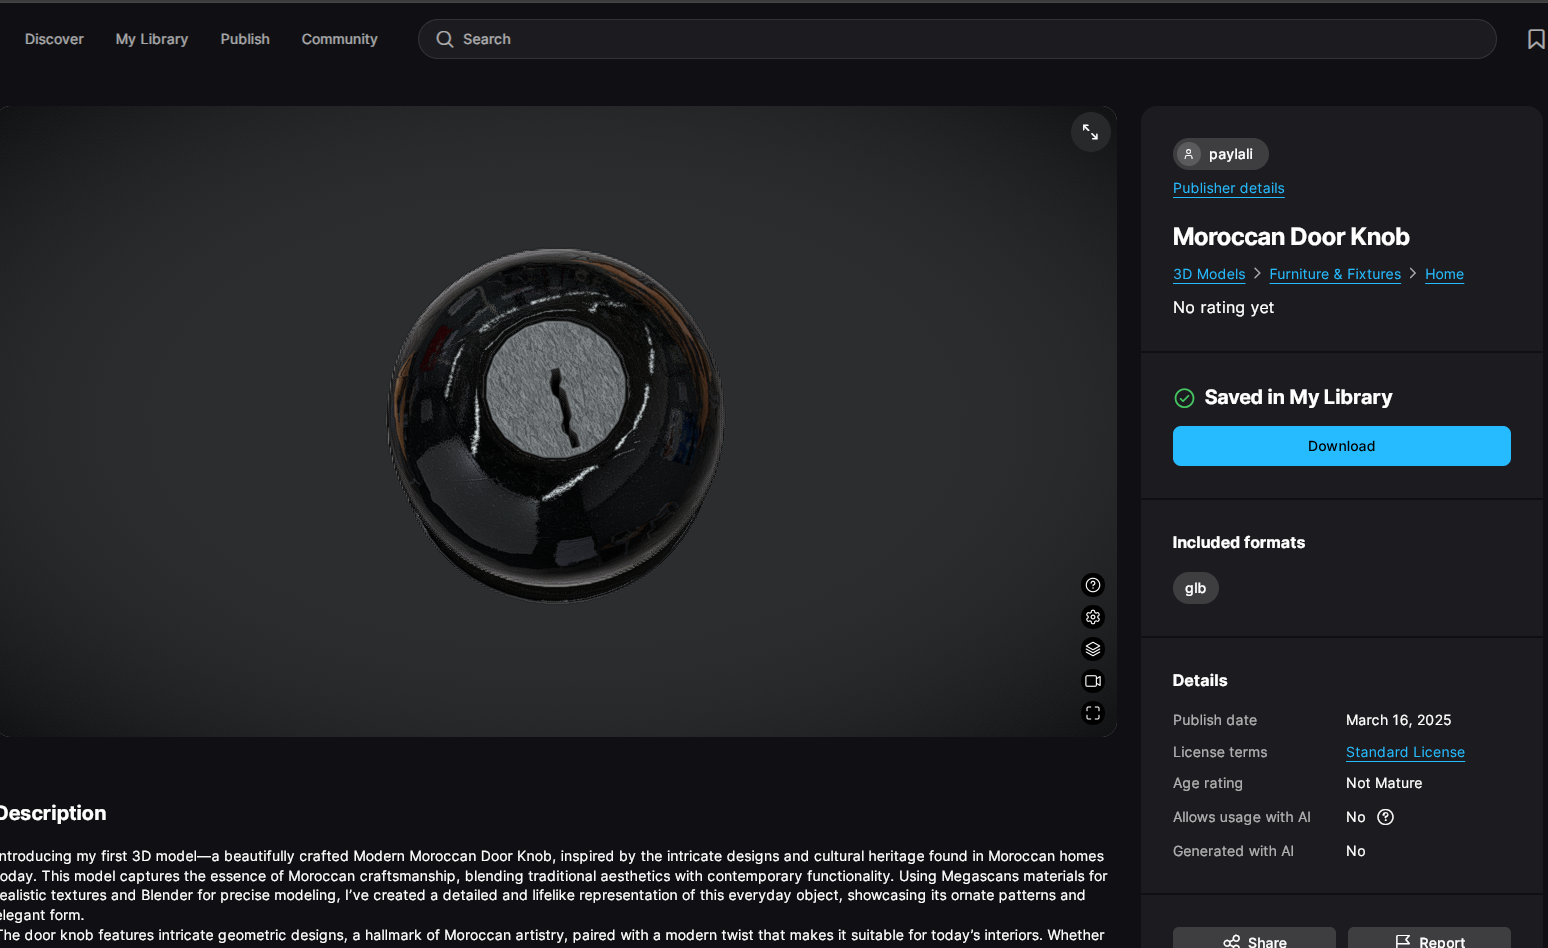 Discover My Library Publish Community Search
paylali
Publisher details
Moroccan Door Knob
3D Models > Furniture & Fixtures > Home
No rating yet
Saved in My Library
Download
Included formats
glb
Details
Publish date March 16, 2025
License terms Standard License
Age rating Not Mature
Allows usage with AI No
Generated with AI No
Share Report
Description
ntroducing my first 3D model—a beautifully crafted Modern Moroccan Door Knob, inspired by the intricate designs and cultural heritage found in Moroccan homes
oday. This model captures the essence of Moroccan craftsmanship, blending traditional aesthetics with contemporary functionality. Using Megascans materials for
ealistic textures and Blender for precise modeling, I’ve created a detailed and lifelike representation of this everyday object, showcasing its ornate patterns and
elegant form.
The door knob features intricate geometric designs, a hallmark of Moroccan artistry, paired with a modern twist that makes it suitable for today’s interiors. Whether